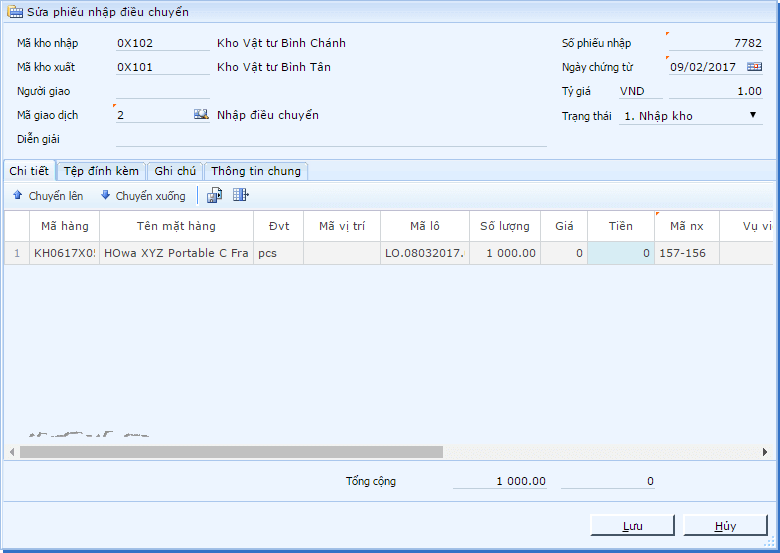 Sửa phiếu nhập điều chuyển
Mã kho nhập 0X102 Kho Vật tư Bình Chánh Số phiếu nhập 7782
Mã kho xuất 0X101 Kho Vật tư Bình Tân Ngày chứng từ 09/02/2017
Người giao Tỷ giá VND 1.00
Mã giao dịch 2 Nhập điều chuyển Trạng thái 1. Nhập kho
Diễn giải
Chi tiết Tệp đính kèm Ghi chú Thông tin chung
Chuyển lên Chuyển xuống
Mã hàng Tên mặt hàng Đvt Mã vị trí Mã lô Số lượng Giá Tiền Mã nx Vụ vi
1 KH0617X05 HOwa XYZ Portable C Fra pcs LO.08032017. 1 000.00 0 0 157-156
Tổng cộng 1 000.00 0
Lưu Hủy